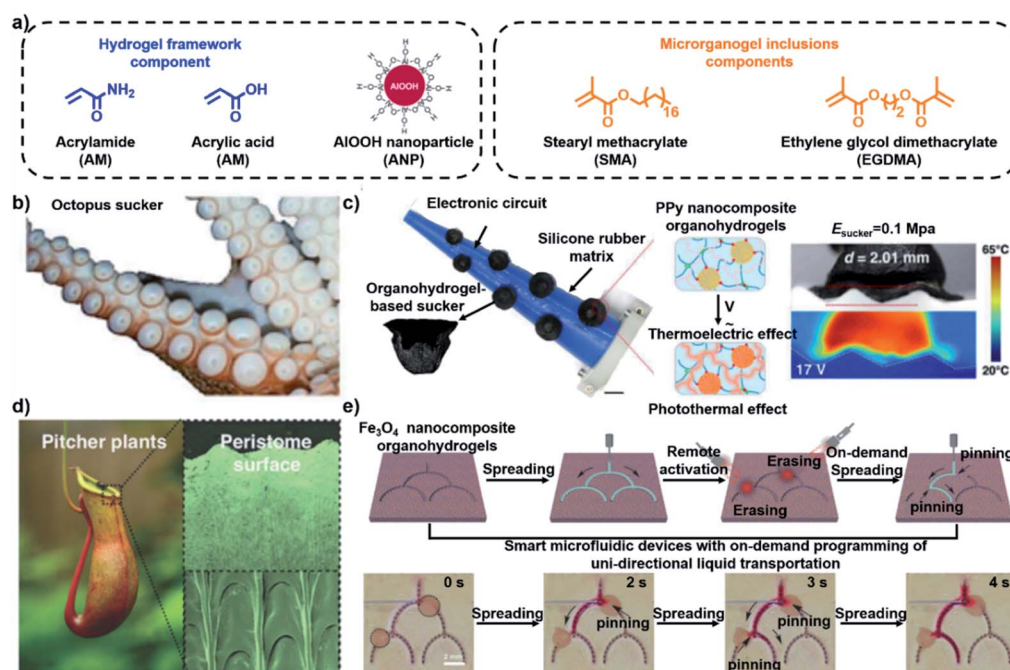 a)
Hydrogel framework
component
NH₂
O
Acrylamide
(AM)
OH
O
Acrylic acid
(AM)
AlOOH
AlOOH nanoparticle
(ANP)
Microrganogel inclusions
components
O
O
16
Stearyl methacrylate
(SMA)
O
O
2
O
O
Ethylene glycol dimethacrylate
(EGDMA)
b)
Octopus sucker
c)
Electronic circuit
Silicone rubber
matrix
Organohydrogel-
based sucker
PPy nanocomposite
organohydrogels
V
~
Thermoelectric effect
Photothermal effect
E sucker=0.1 Mpa
d = 2.01 mm
17 V
65°C
20°C
d)
Pitcher plants
Peristome
surface
e)
Fe₃O₄ nanocomposite
organohydrogels
Spreading
Remote
activation
Erasing
Erasing
On-demand
Spreading
pinning
pinning
Smart microfluidic devices with on-demand programming of
uni-directional liquid transportation
0 s
2 mm
Spreading
2 s
pinning
Spreading
3 s
pinning
pinning
Spreading
4 s